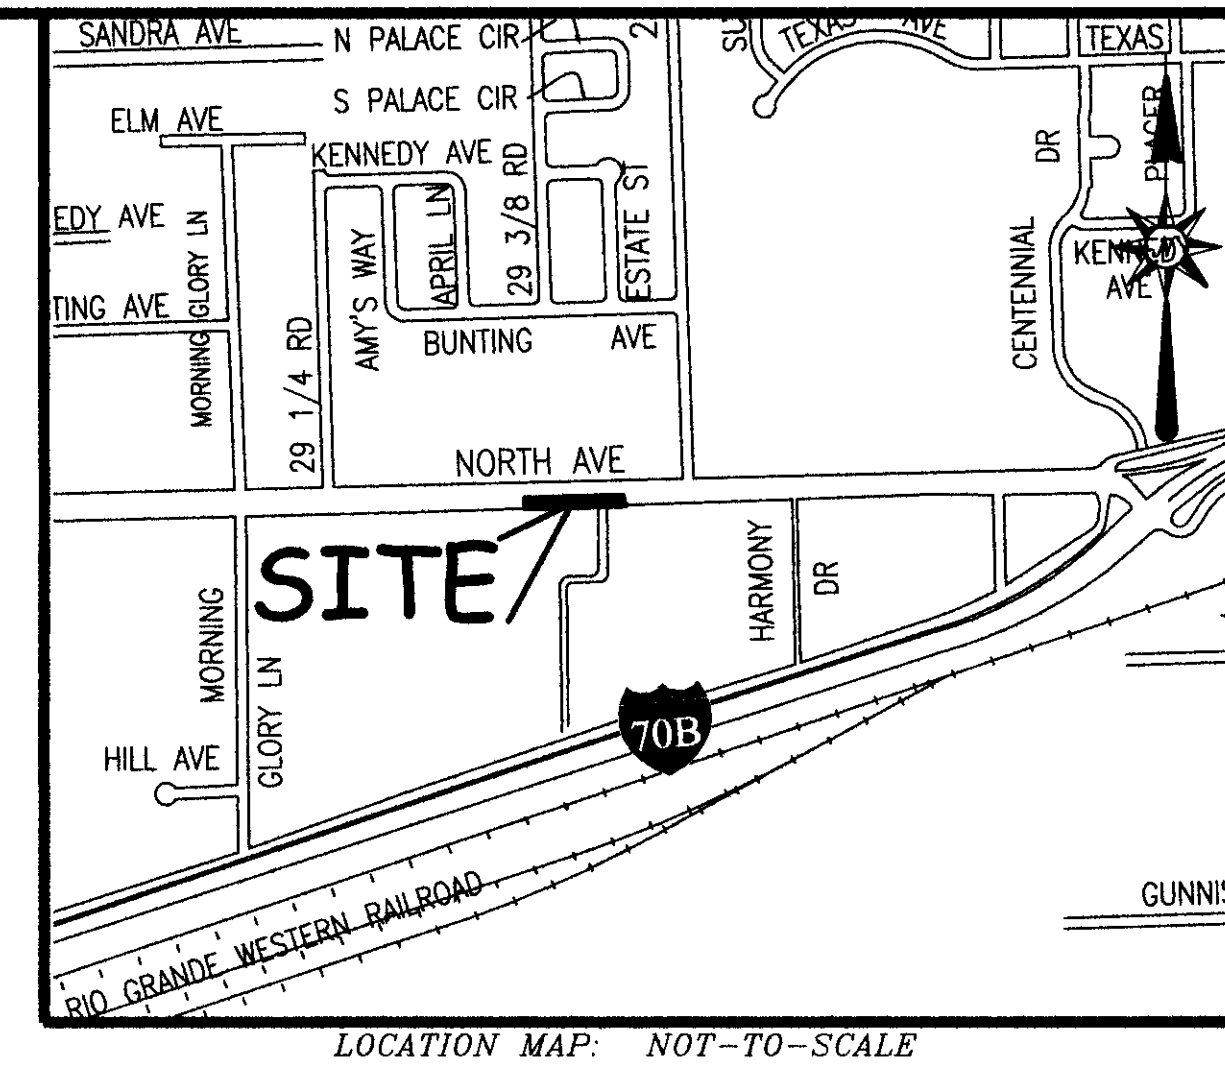 SANDRA AVE
N PALACE CIR
S PALACE CIR
TEXAS AVE
TEXAS
ELM AVE
KENNEDY AVE
29 3/8 RD
ESTATE ST
DR
PLACER
EDY AVE
MORNING GLORY LN
AMY'S WAY
APRIL LN
CENTENNIAL
AVE
TING AVE
29 1/4 RD
BUNTING AVE
NORTH AVE
SITE
HARMONY
DR
MORNING
GLORY LN
70B
HILL AVE
RIO GRANDE WESTERN RAILROAD
GUNNIS
LOCATION MAP: NOT-TO-SCALE